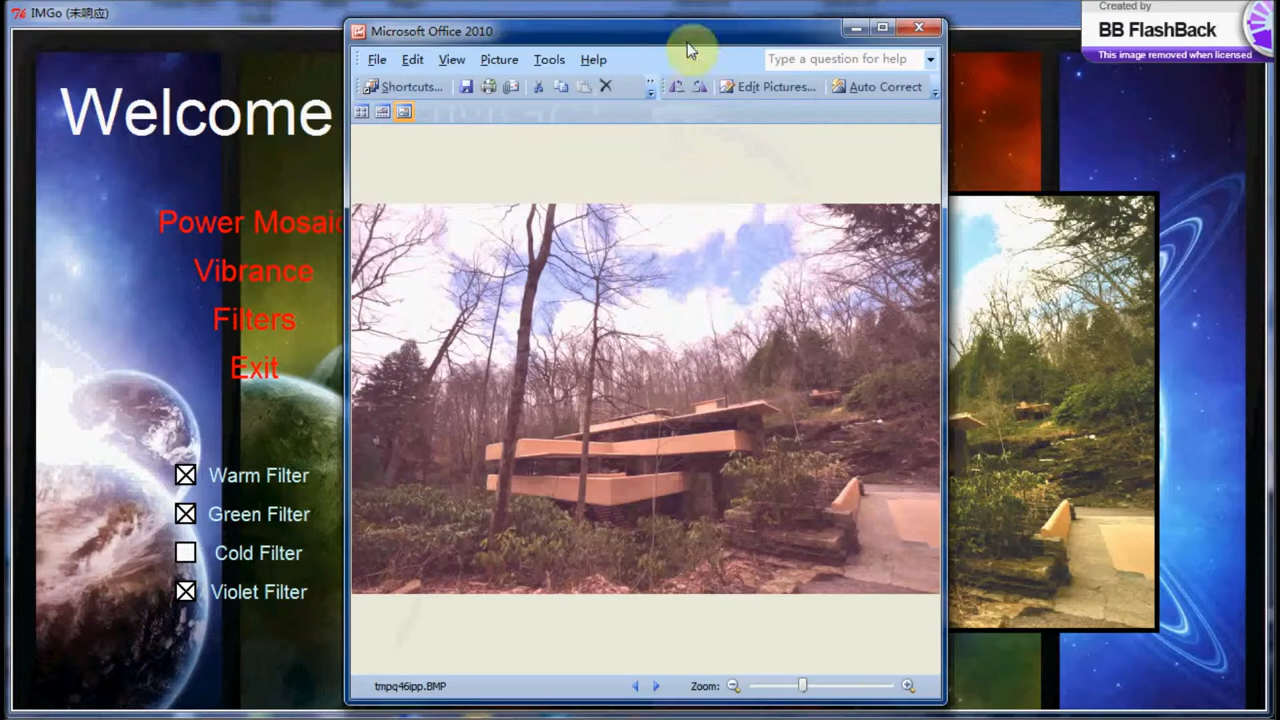 IMGo (未响应)
Created by
BB FlashBack
This image removed when licensed
Microsoft Office 2010
File Edit View Picture Tools Help Type a question for help
Shortcuts... Edit Pictures... Auto Correct
Welcome
Power Mosaic
Vibrance
Filters
Exit
Warm Filter
Green Filter
Cold Filter
Violet Filter
tmpq46ipp.BMP Zoom: